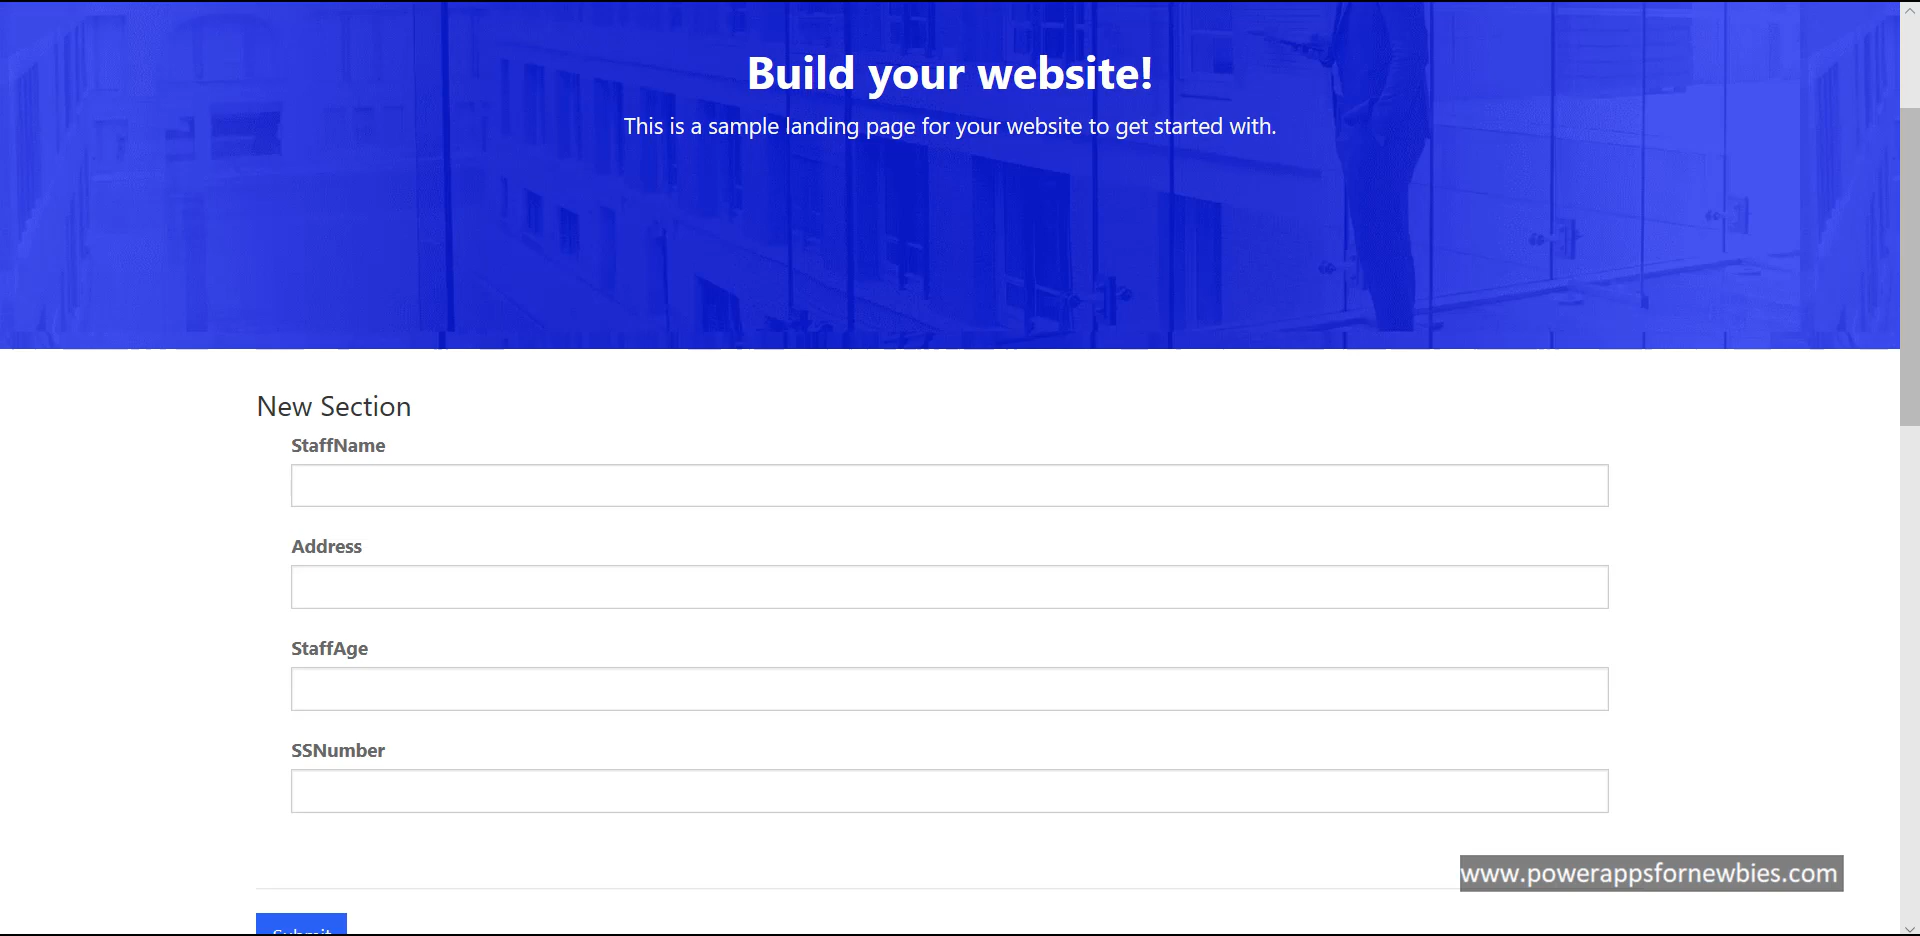 Build your website!
This is a sample landing page for your website to get started with.
New Section
StaffName
Address
StaffAge
SSNumber
www.powerappsfornewbies.com
Submit